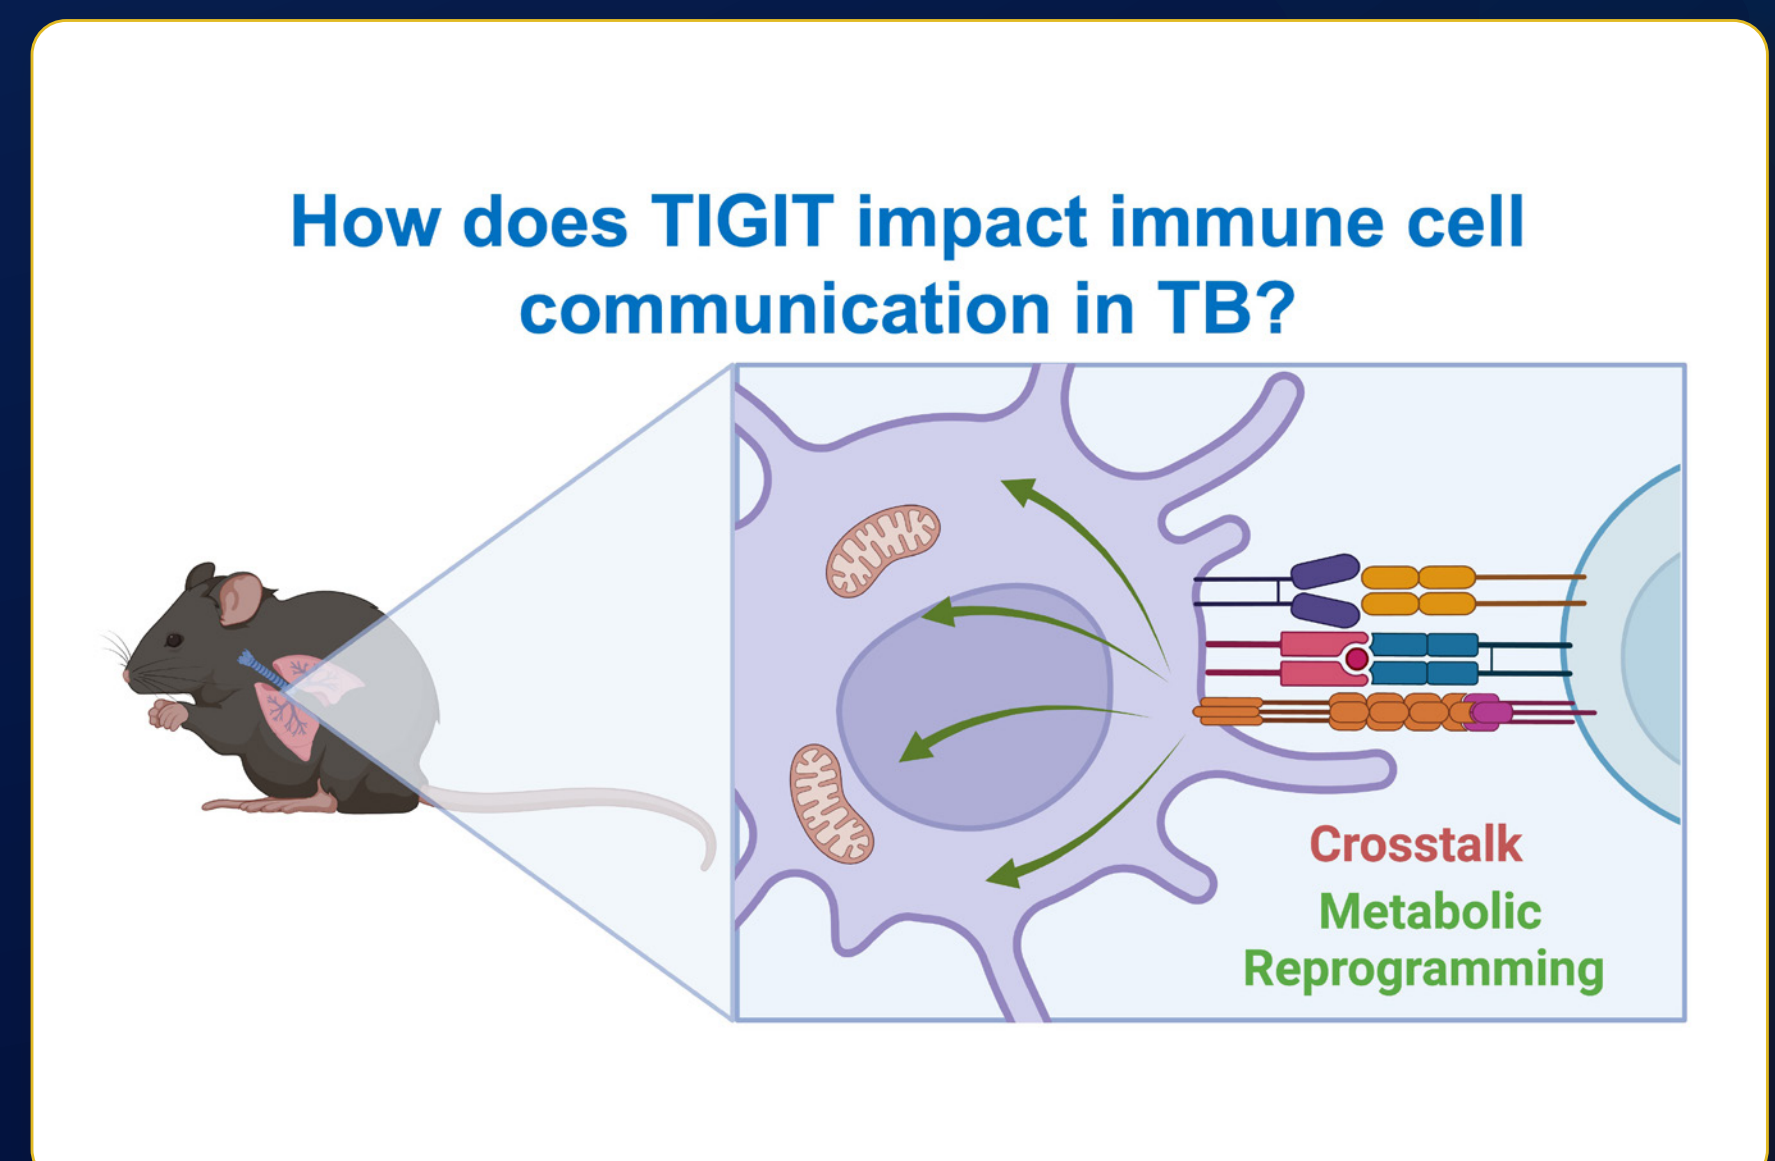 How does TIGIT impact immune cell
communication in TB?
Crosstalk
Metabolic
Reprogramming